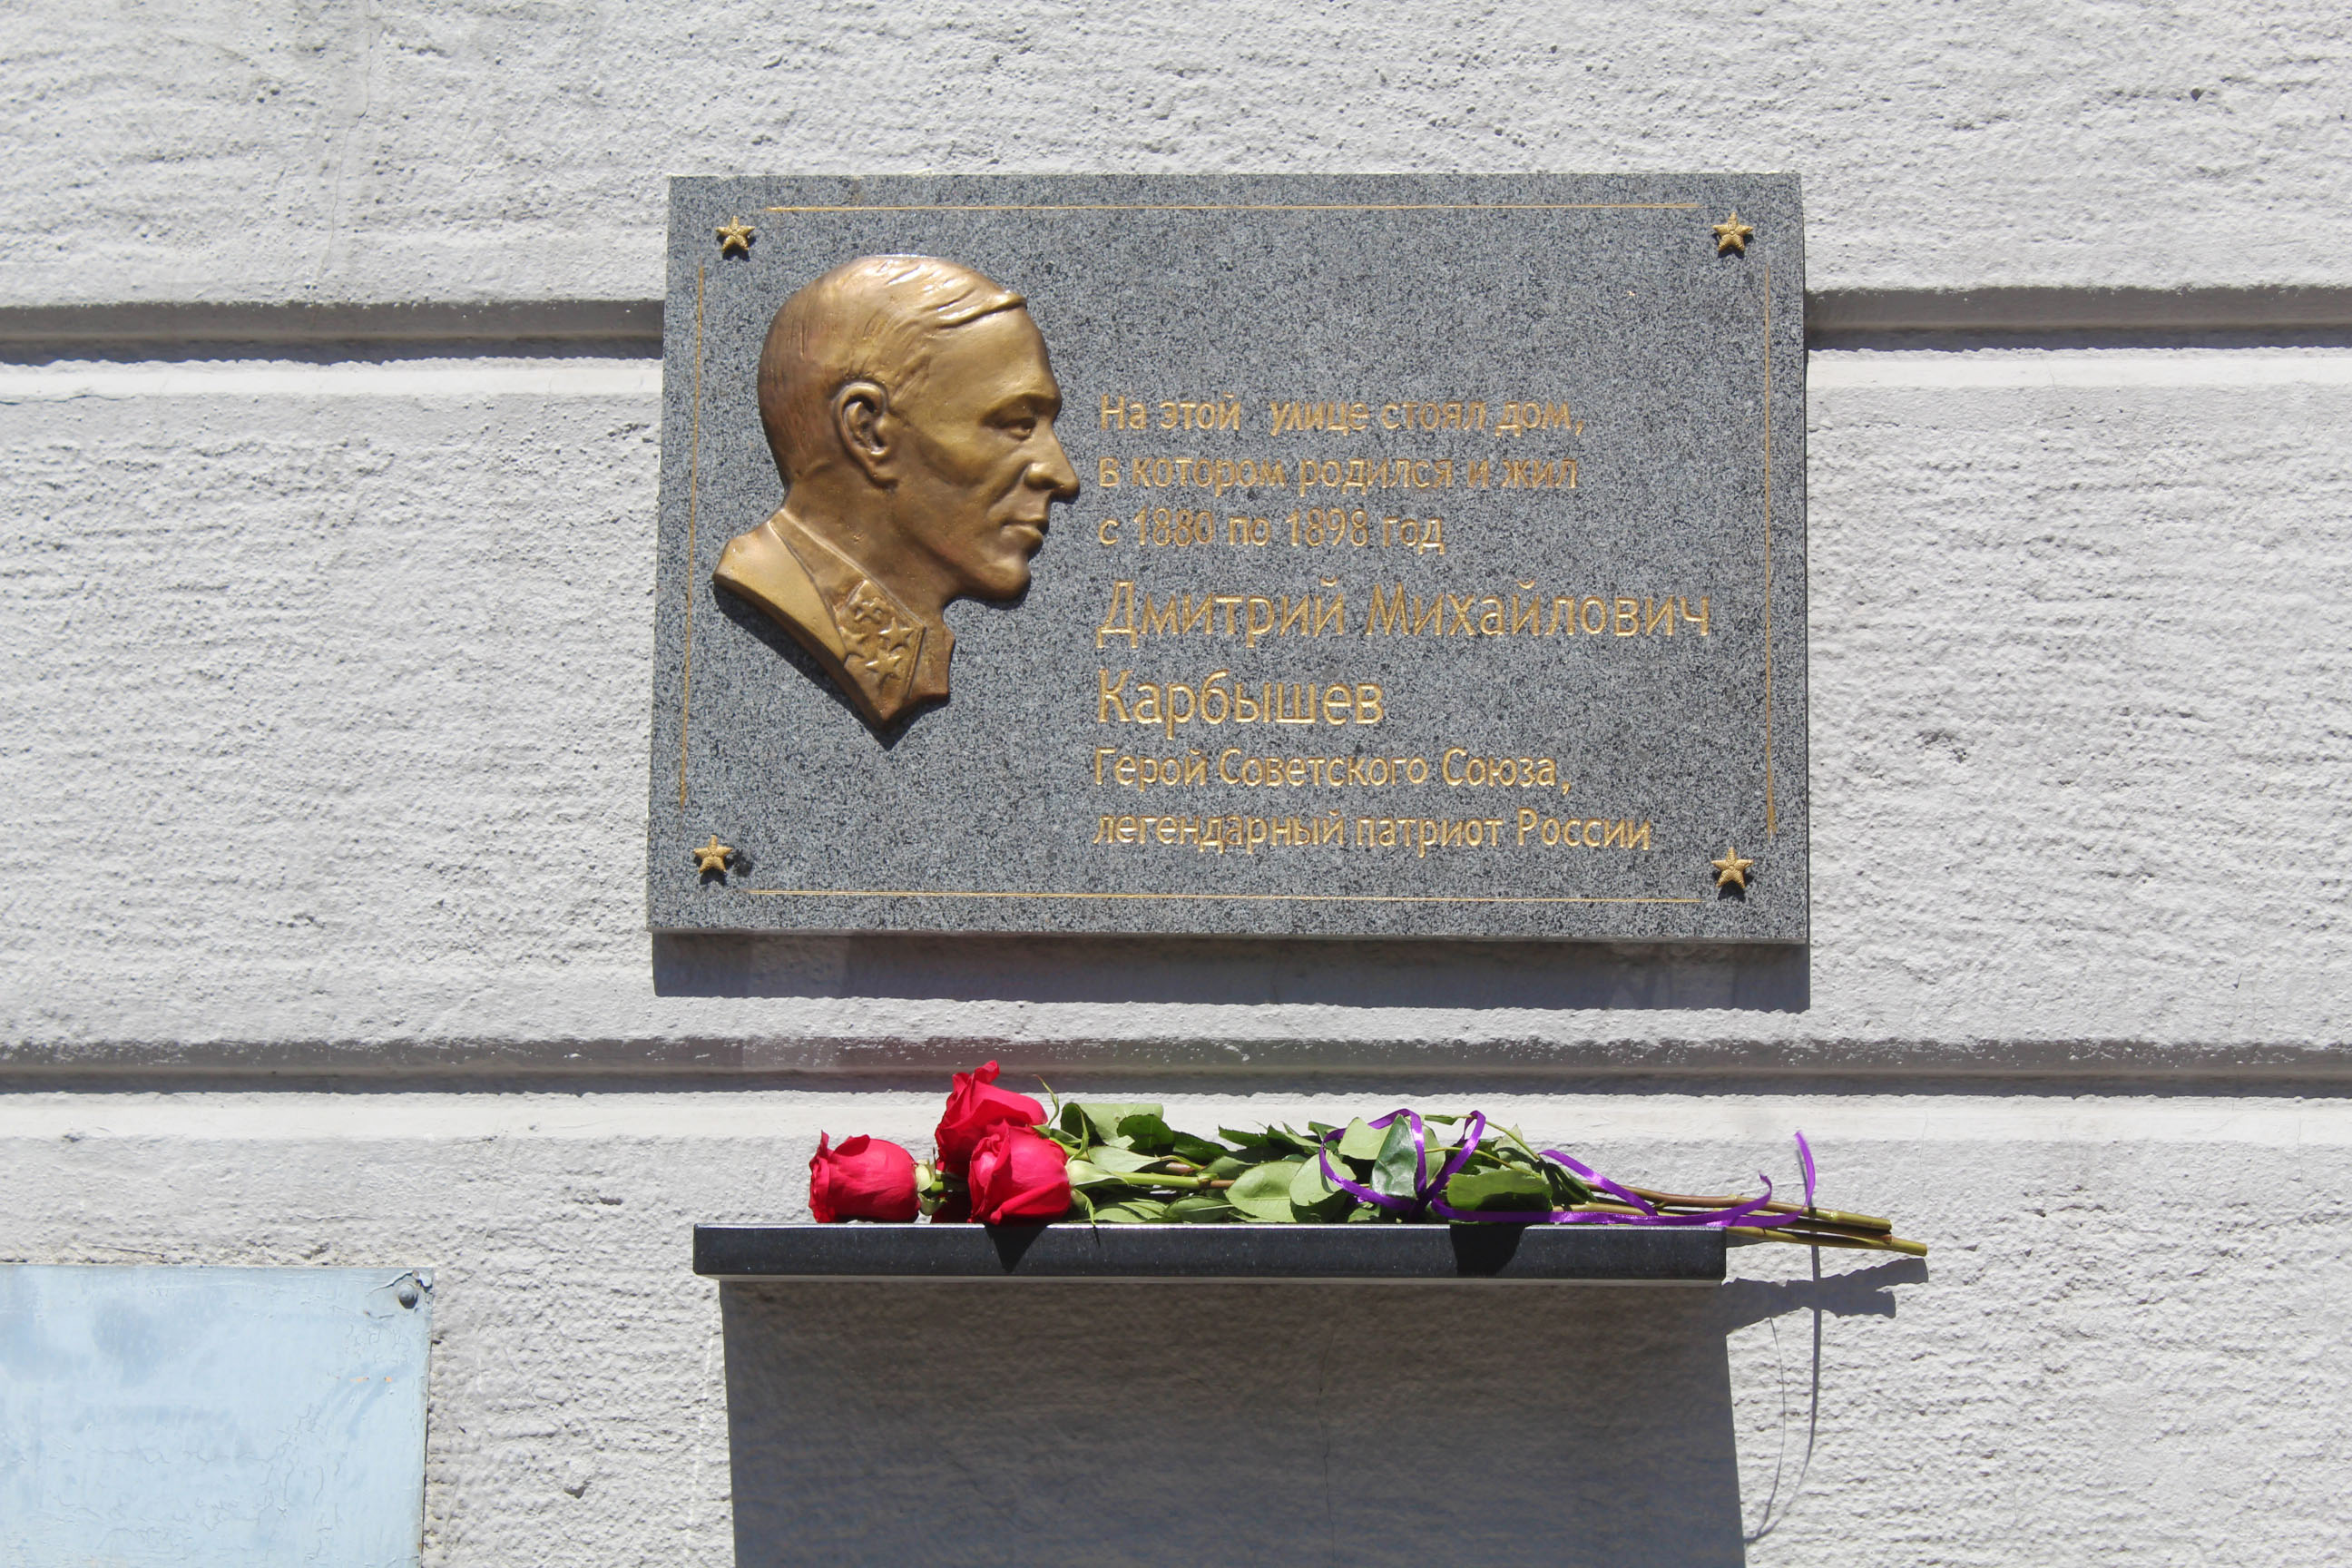 На этой улице стоял дом,
в котором родился и жил
с 1880 по 1898 год
Дмитрий Михайлович
Карбышев
Герой Советского Союза,
легендарный патриот России